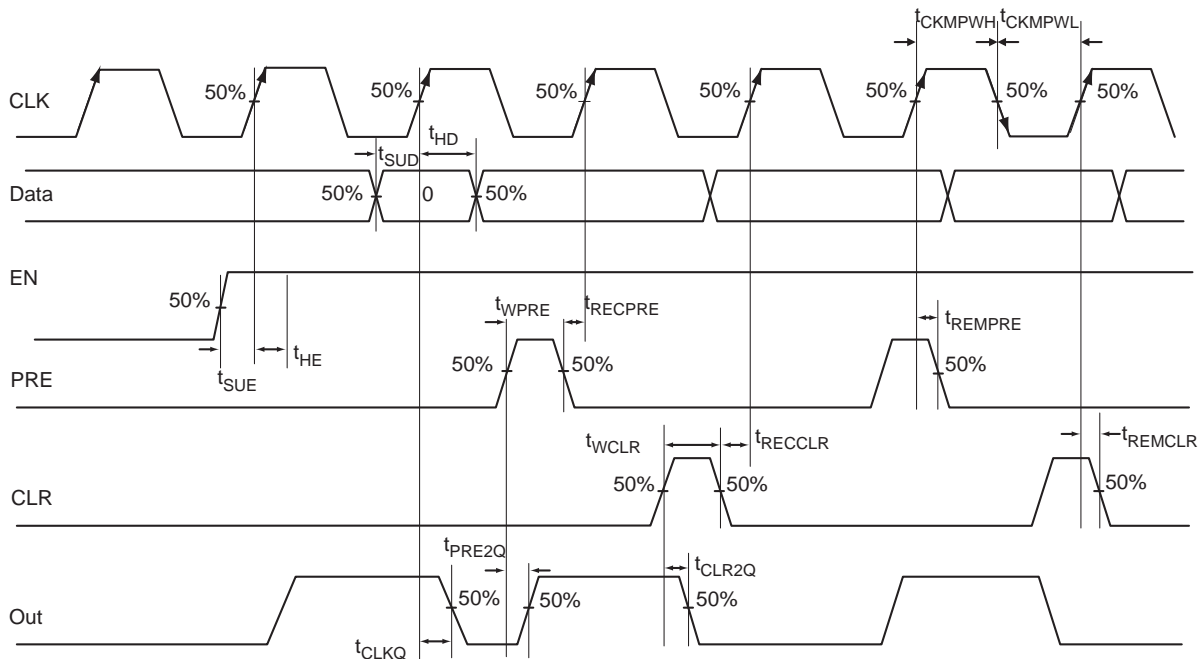 tCKMPWH tCKMPWL
CLK 50% 50% 50% 50% 50% 50% 50%
tSUD tHD
Data 50% 0 50%
EN
50% tWPRE tRECPRE tREMPRE
tSUE tHE
PRE 50% 50% 50%
tWCLR tRECCLR tREMCLR
CLR 50% 50% 50%
tPRE2Q tCLR2Q
Out 50% 50% 50%
tCLKQ